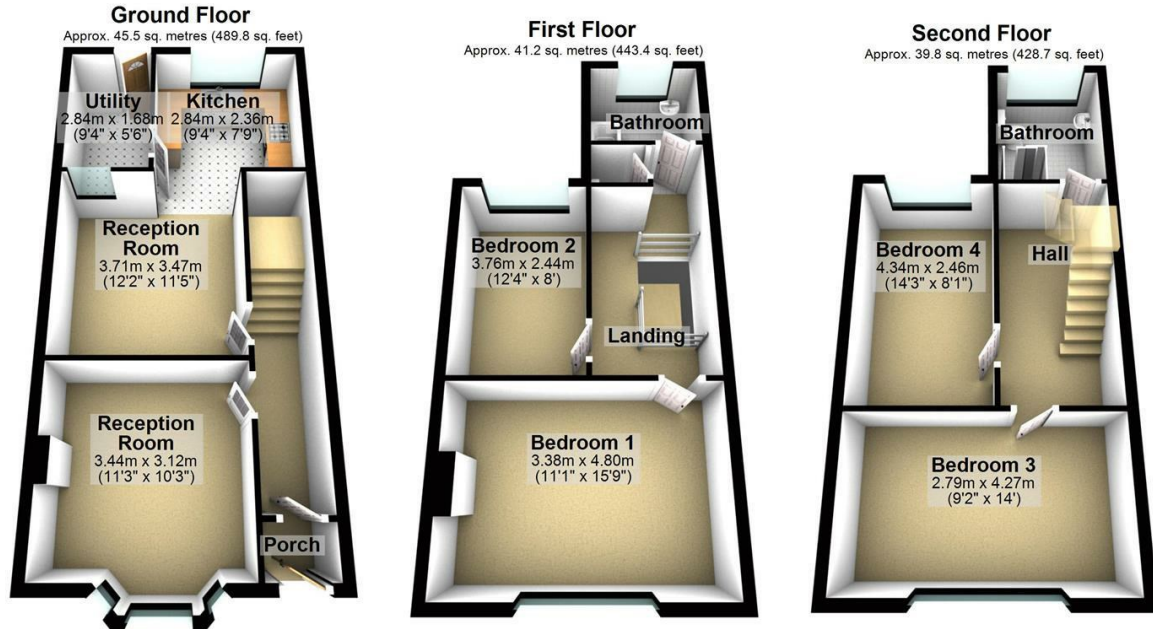 Ground Floor
Approx. 45.5 sq. metres (489.8 sq. feet)
Utility
2.84m x 1.68m
(9'4" x 5'6")
Kitchen
2.84m x 2.36m
(9'4" x 7'9")
Reception
Room
3.71m x 3.47m
(12'2" x 11'5")
Reception
Room
3.44m x 3.12m
(11'3" x 10'3")
Porch
First Floor
Approx. 41.2 sq. metres (443.4 sq. feet)
Bathroom
Bedroom 2
3.76m x 2.44m
(12'4" x 8')
Landing
Bedroom 1
3.38m x 4.80m
(11'1" x 15'9")
Second Floor
Approx. 39.8 sq. metres (428.7 sq. feet)
Bathroom
Bedroom 4
4.34m x 2.46m
(14'3" x 8'1")
Hall
Bedroom 3
2.79m x 4.27m
(9'2" x 14')